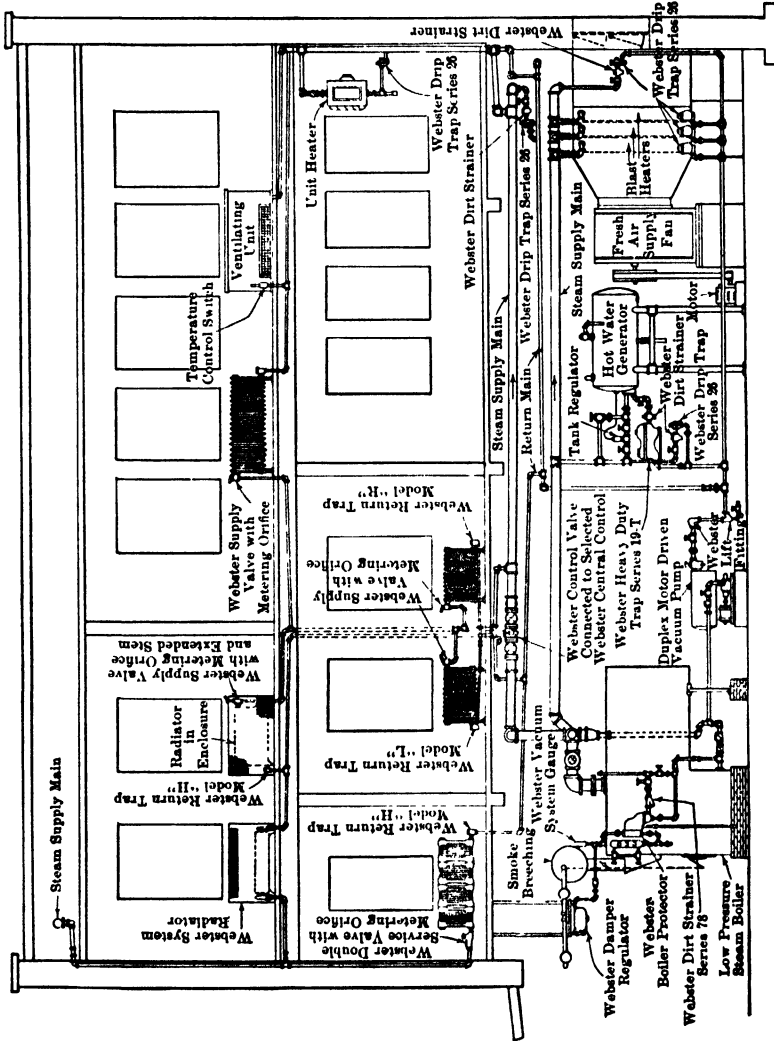 Steam Supply Main
Webster System
Radiator
Webster Return Trap
Model "H"
Radiator
in
Enclosure
Webster Supply Valve
with Metering Orifice
and Extended Stem
Webster Supply
Valve with
Metering Orifice
Temperature
Control Switch
Ventilating
Unit
Webster Double
Service Valve with
Metering Orifice
Webster Return Trap
Model "H"
Webster Return Trap
Model "L"
Webster Supply
Valve with
Metering Orifice
Webster Return Trap
Model "R"
Unit Heater
Webster Drip
Trap Series 26
Webster Dirt Strainer
Webster Drip Trap Series 26
Steam Supply Main
Return Main
Steam Supply Main
Webster Dirt Strainer
Webster Drip
Trap Series 26
Smoke
Breeching
Webster Vacuum
System Gauge
Webster Control Valve
Connected to Selected
Webster Central Control
Webster Heavy Duty
Trap Series 19-T
Duplex Motor Driven
Vacuum Pump
Webster
Lift
Fitting
Tank Regulator
Hot Water
Generator
Webster
Dirt Strainer
Webster Drip Trap
Series 26
Motor
Fresh
Air
Supply
Fan
Blast
Heaters
Webster Damper
Regulator
Webster
Boiler Protector
Webster Dirt Strainer
Series 78
Low Pressure
Steam Boiler